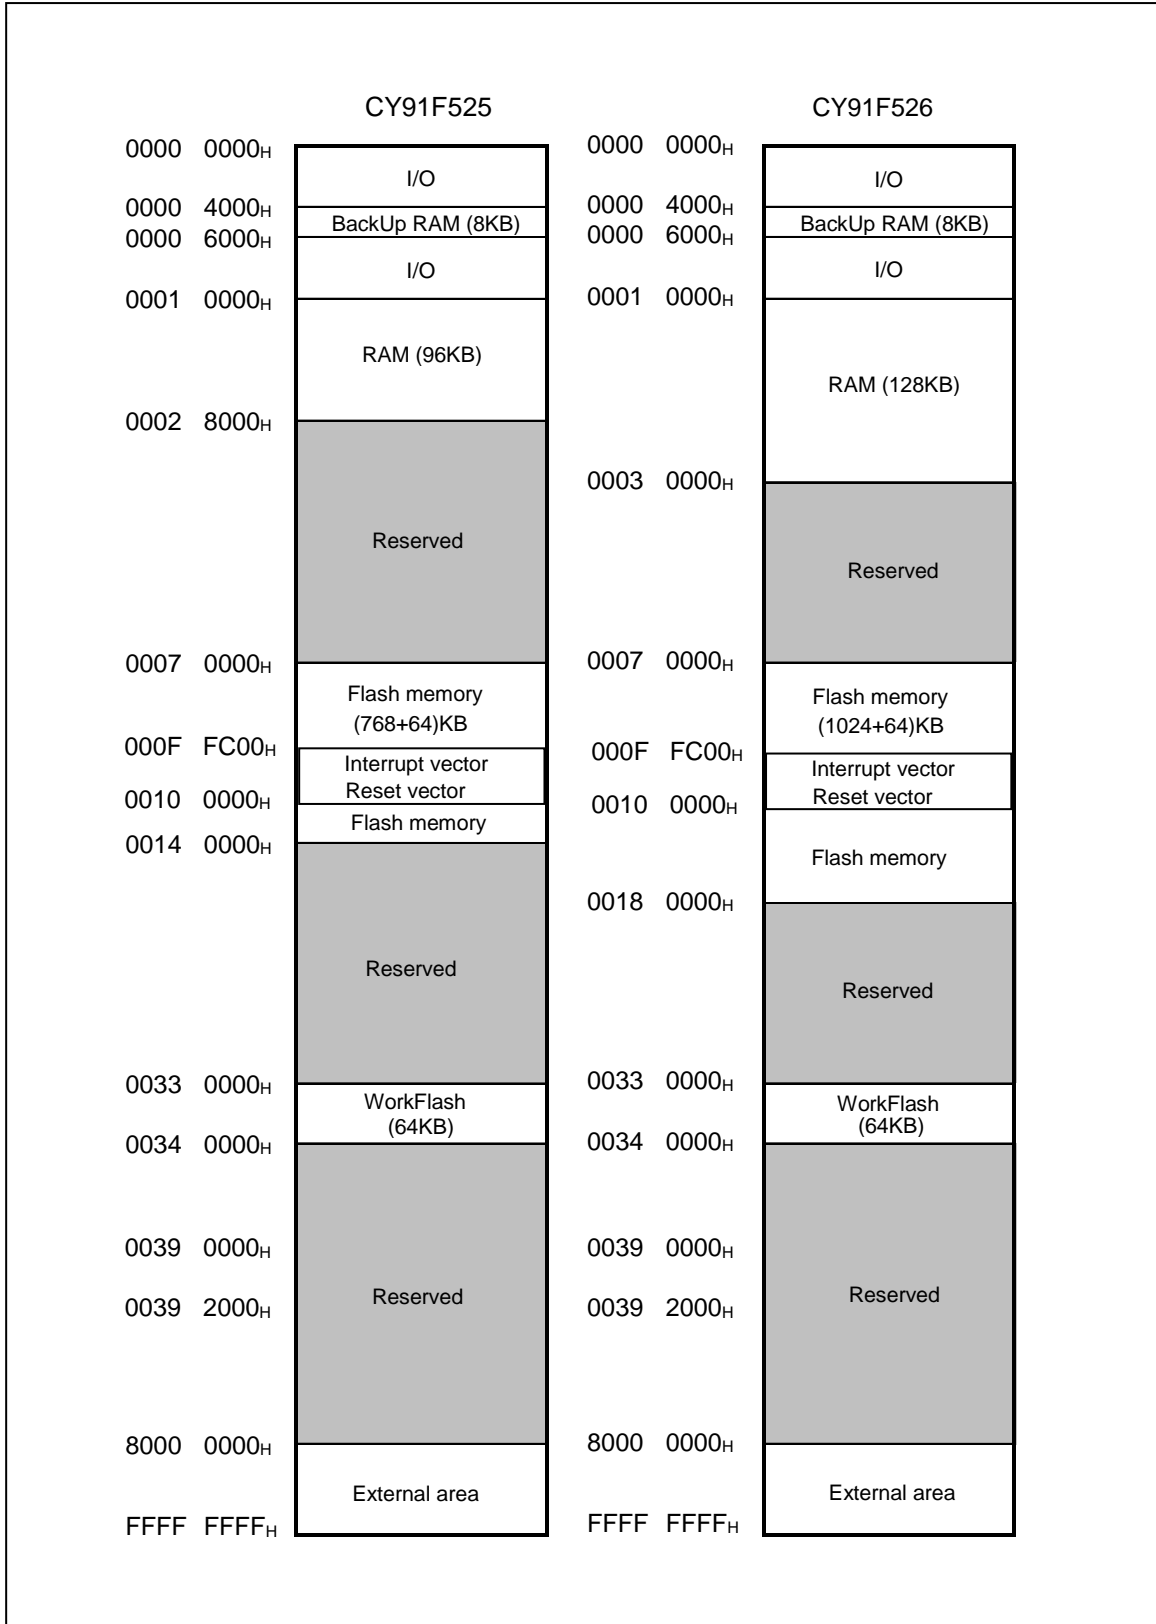 CY91F525
0000 0000H
I/O
0000 4000H
BackUp RAM (8KB)
0000 6000H
I/O
0001 0000H
RAM (96KB)
0002 8000H
Reserved
0007 0000H
Flash memory
(768+64)KB
000F FC00H
Interrupt vector
Reset vector
0010 0000H
Flash memory
0014 0000H
Reserved
0033 0000H
WorkFlash
(64KB)
0034 0000H
0039 0000H
Reserved
0039 2000H
8000 0000H
External area
FFFF FFFFH
CY91F526
0000 0000H
I/O
0000 4000H
BackUp RAM (8KB)
0000 6000H
I/O
0001 0000H
RAM (128KB)
0003 0000H
Reserved
0007 0000H
Flash memory
(1024+64)KB
000F FC00H
Interrupt vector
Reset vector
0010 0000H
Flash memory
0018 0000H
Reserved
0033 0000H
WorkFlash
(64KB)
0034 0000H
0039 0000H
Reserved
0039 2000H
8000 0000H
External area
FFFF FFFFH